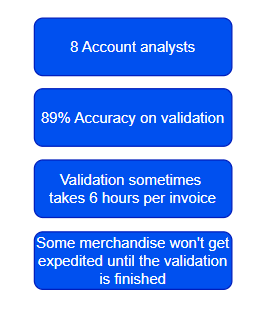 8 Account analysts
89% Accuracy on validation
Validation sometimes
takes 6 hours per invoice
Some merchandise won't get
expedited until the validation
is finished